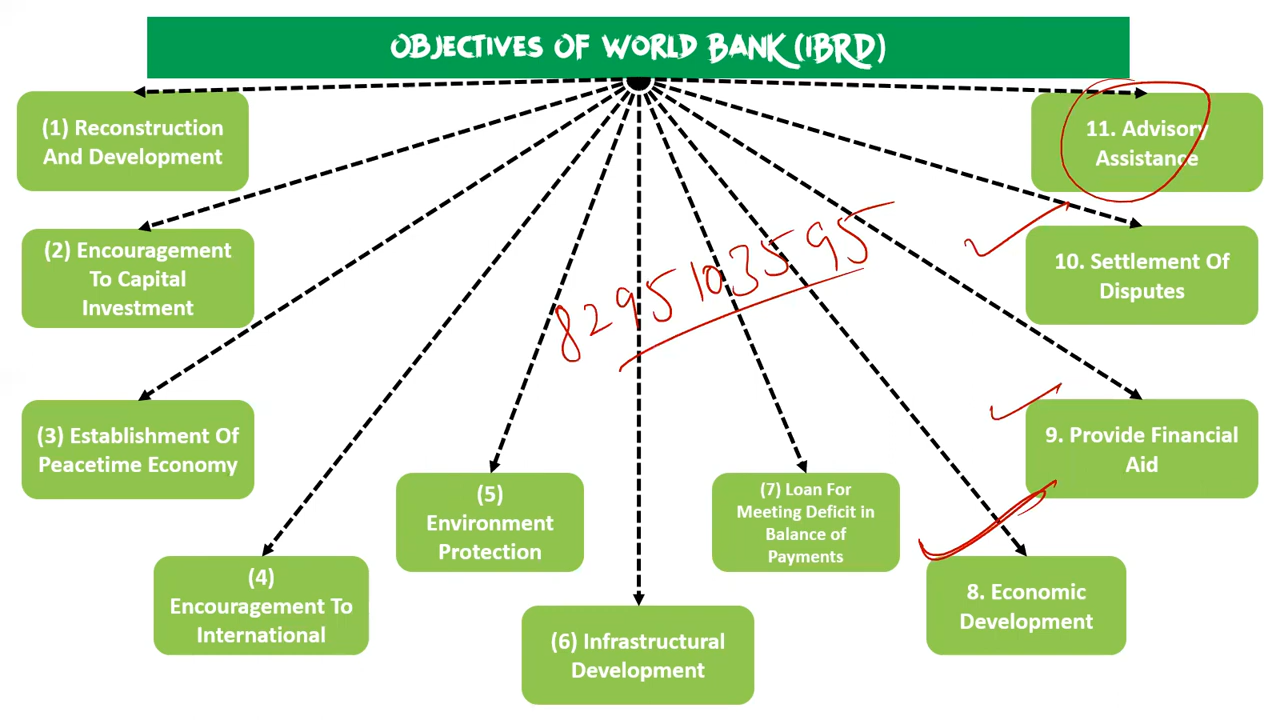 OBJECTIVES OF WORLD BANK (IBRD)
(1) Reconstruction
And Development
(2) Encouragement
To Capital
Investment
(3) Establishment Of
Peacetime Economy
(4)
Encouragement To
International
(5)
Environment
Protection
(6) Infrastructural
Development
(7) Loan For
Meeting Deficit in
Balance of
Payments
8. Economic
Development
9. Provide Financial
Aid
10. Settlement Of
Disputes
11. Advisory
Assistance
8295103595